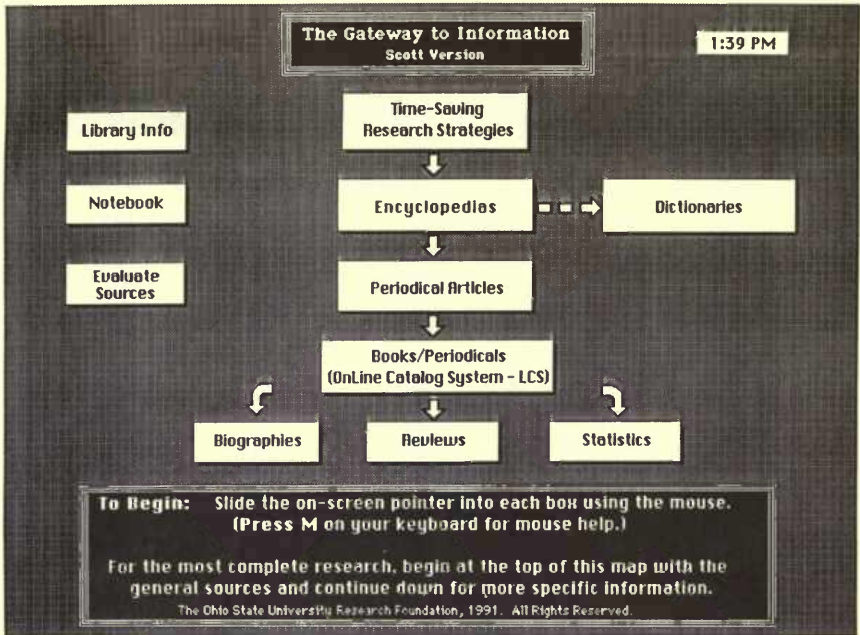 The Gateway to Information
Scott Version
1:39 PM
Library Info
Time-Saving
Research Strategies
Notebook
Encyclopedias
Dictionaries
Evaluate
Sources
Periodical Articles
Books/Periodicals
(OnLine Catalog System - LCS)
Biographies
Reviews
Statistics
To Begin: Slide the on-screen pointer into each box using the mouse.
(Press M on your keyboard for mouse help.)
For the most complete research, begin at the top of this map with the
general sources and continue down for more specific information.
The Ohio State University Research Foundation, 1991. All Rights Reserved.